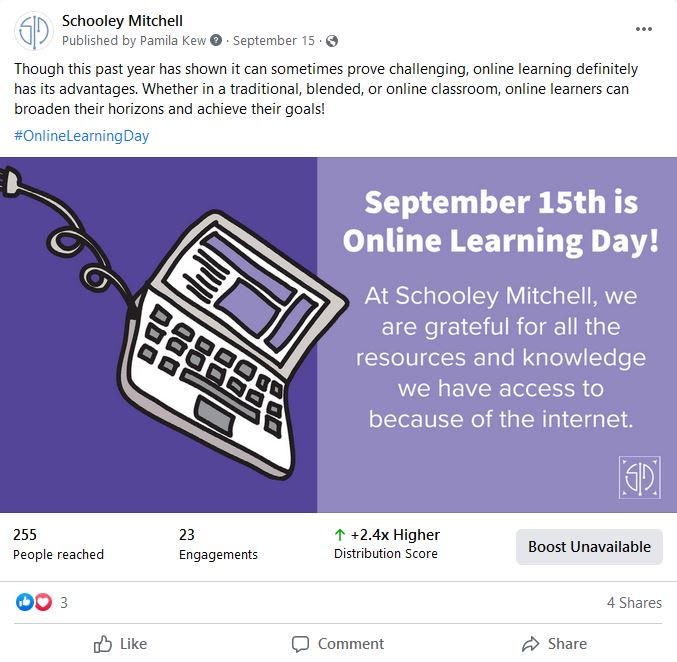 Schooley Mitchell
Published by Pamila Kew · September 15 ·
Though this past year has shown it can sometimes prove challenging, online learning definitely
has its advantages. Whether in a traditional, blended, or online classroom, online learners can
broaden their horizons and achieve their goals!
#OnlineLearningDay
September 15th is
Online Learning Day!
At Schooley Mitchell, we
are grateful for all the
resources and knowledge
we have access to
because of the internet.
255
People reached
23
Engagements
+2.4x Higher
Distribution Score
Boost Unavailable
3
4 Shares
Like
Comment
Share